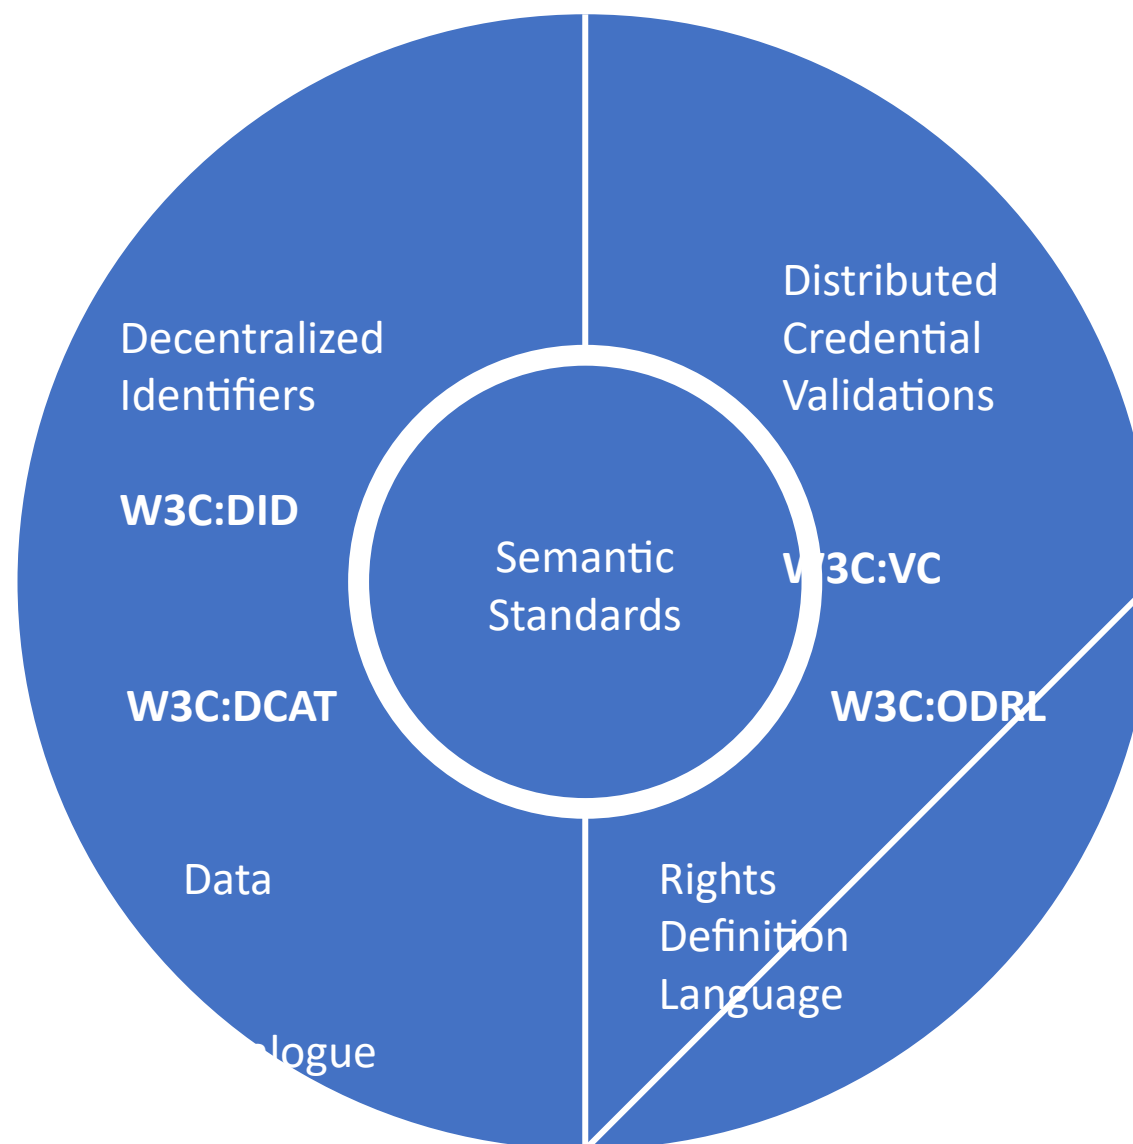 Decentralized
Identifiers
W3C:DID
Distributed
Credential
Validations
W3C:VC
Semantic
Standards
W3C:DCAT
Data
W3C:ODRL
Rights
Definition
Language